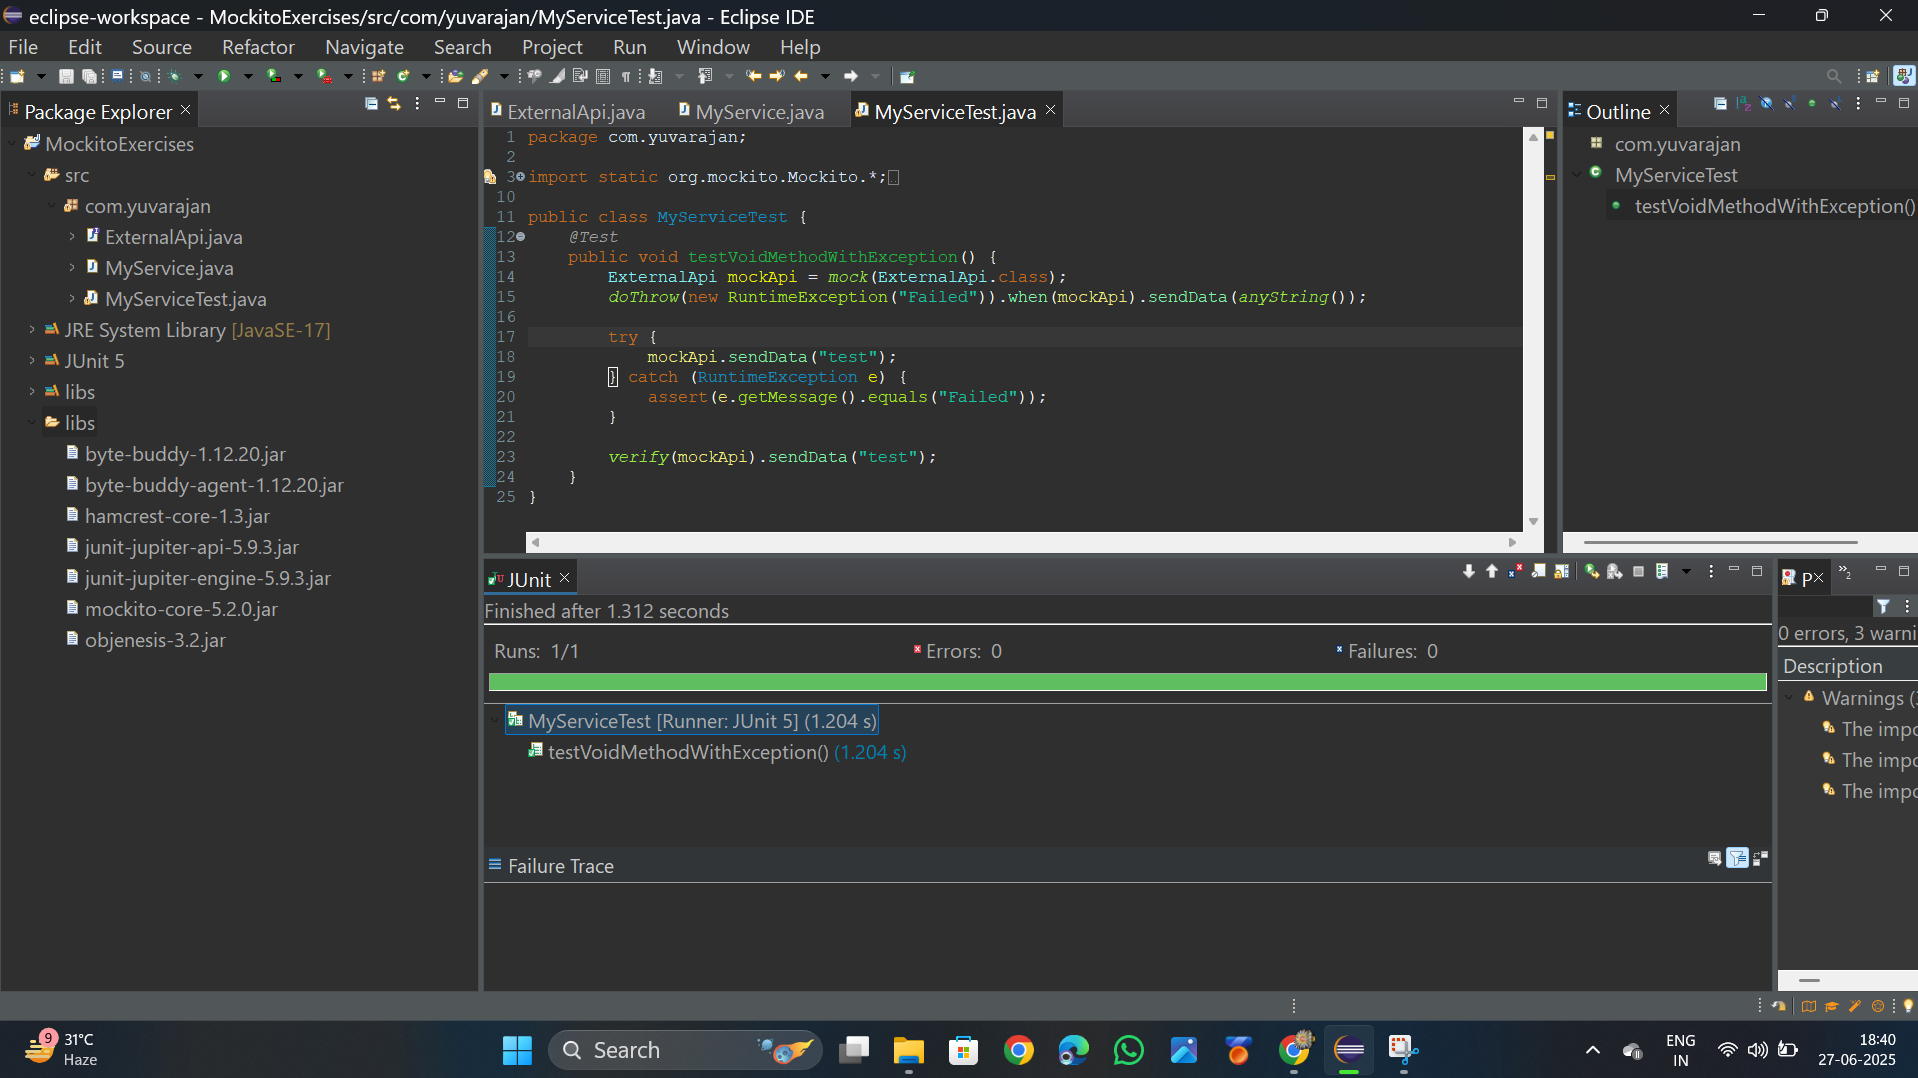 eclipse-workspace - MockitoExercises/src/com/yuvarajan/MyServiceTest.java - Eclipse IDE
File Edit Source Refactor Navigate Search Project Run Window Help
Package Explorer
MockitoExercises
src
com.yuvarajan
ExternalApi.java
MyService.java
MyServiceTest.java
JRE System Library [JavaSE-17]
JUnit 5
libs
libs
byte-buddy-1.12.20.jar
byte-buddy-agent-1.12.20.jar
hamcrest-core-1.3.jar
junit-jupiter-api-5.9.3.jar
junit-jupiter-engine-5.9.3.jar
mockito-core-5.2.0.jar
objenesis-3.2.jar
ExternalApi.java MyService.java MyServiceTest.java
1 package com.yuvarajan;
2
3 import static org.mockito.Mockito.*;
10
11 public class MyServiceTest {
12 @Test
13 public void testVoidMethodWithException() {
14 ExternalApi mockApi = mock(ExternalApi.class);
15 doThrow(new RuntimeException("Failed")).when(mockApi).sendData(anyString());
16
17 try {
18 mockApi.sendData("test");
19 } catch (RuntimeException e) {
20 assert(e.getMessage().equals("Failed"));
21 }
22
23 verify(mockApi).sendData("test");
24 }
25 }
Outline
com.yuvarajan
MyServiceTest
testVoidMethodWithException()
JUnit
Finished after 1.312 seconds
Runs: 1/1 Errors: 0 Failures: 0
MyServiceTest [Runner: JUnit 5] (1.204 s)
testVoidMethodWithException() (1.204 s)
Failure Trace
P 2
0 errors, 3 warni
Description
Warnings (
The impo
The impo
The impo
9 31°C
Haze
Search
ENG
IN
18:40
27-06-2025